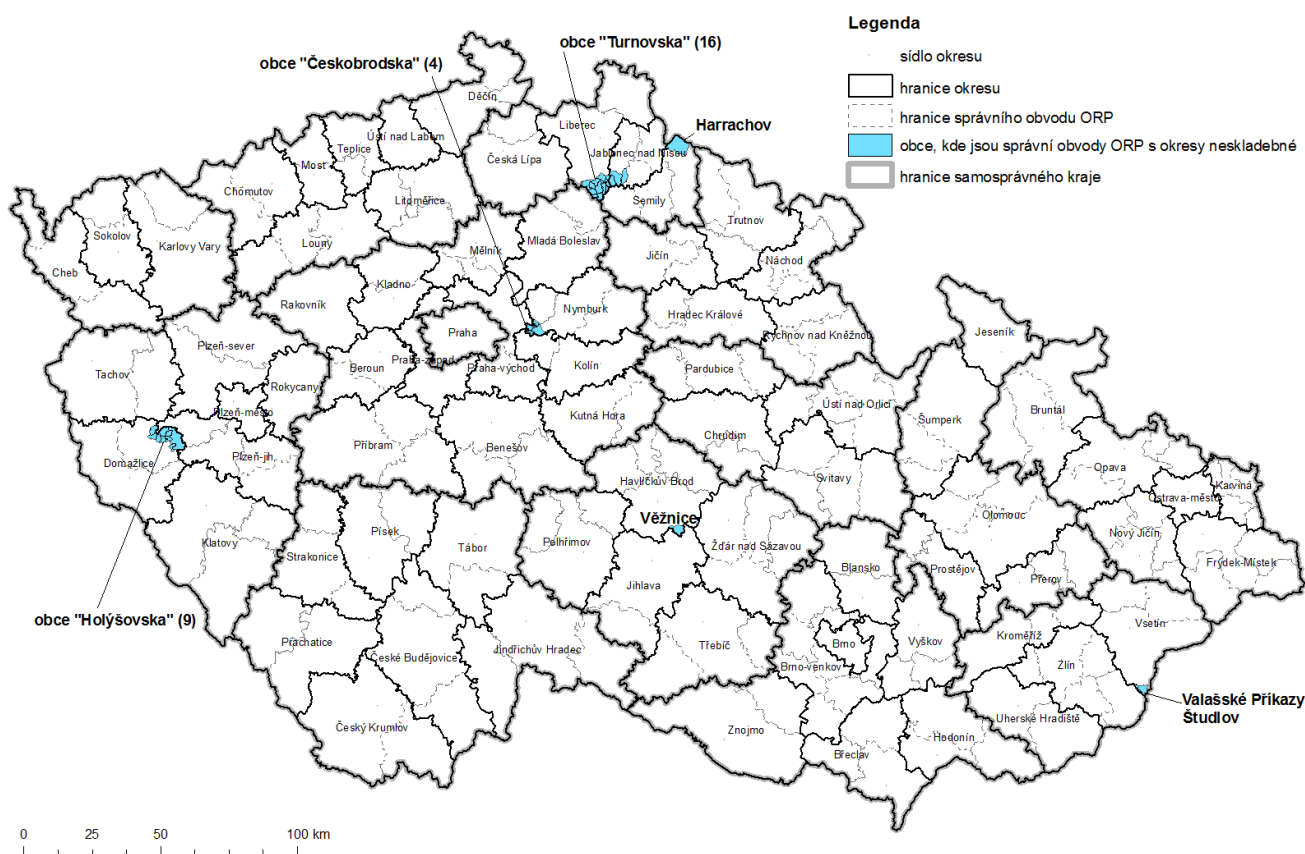 Legenda
sídlo okresu
hranice okresu
hranice správního obvodu ORP
obce, kde jsou správní obvody ORP s okresy neskladebné
hranice samosprávného kraje
obce "Turnovska" (16)
obce "Českobrodska" (4)
Harrachov
Děčín
Liberec
Ústí nad Labem
Teplice
Česká Lípa
Jablonec nad Nisou
Most
Chomutov
Litoměřice
Semily
Trutnov
Sokolov
Karlovy Vary
Louny
Mělník
Mladá Boleslav
Jičín
Náchod
Cheb
Kladno
Rakovník
Nymburk
Hradec Králové
Praha
Rychnov nad Kněžnou
Jeseník
Plzeň-sever
Tachov
Beroun
Praha-západ
Praha-východ
Kolín
Pardubice
Rokycany
Plzeň-město
Kutná Hora
Ústí nad Orlicí
Šumperk
Bruntál
Chrudim
Příbram
Benešov
Domažlice
Plzeň-jih
Opava
Karviná
Havlíčkův Brod
Svitavy
Ostrava-město
Olomouc
Věžnice
Nový Jičín
Klatovy
Písek
Strakonice
Tábor
Pelhřimov
Žďár nad Sázavou
Jihlava
Blansko
Prostějov
Přerov
Frýdek-Místek
obce "Holýšovska" (9)
Vsetín
Prachatice
České Budějovice
Jindřichův Hradec
Třebíč
Brno
Brno-venkov
Vyškov
Kroměříž
Zlín
Valašské Příkazy
Študlov
Český Krumlov
Znojmo
Uherské Hradiště
Hodonín
Břeclav
0 25 50 100 km